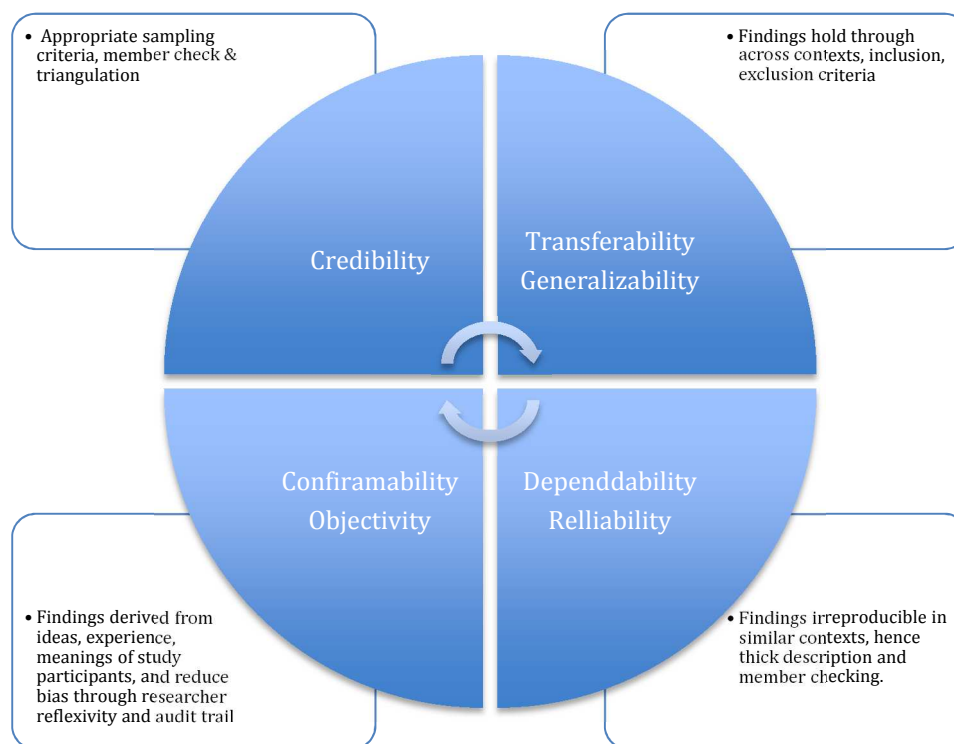 • Appropriate sampling
criteria, member check &
triangulation
• Findings hold through
across contexts, inclusion,
exclusion criteria
Credibility
Transferability
Generalizability
Confiramability
Objectivity
Dependdability
Relliability
• Findings derived from
ideas, experience,
meanings of study
participants, and reduce
bias through researcher
reflexivity and audit trail
• Findings irreproducible in
similar contexts, hence
thick description and
member checking.